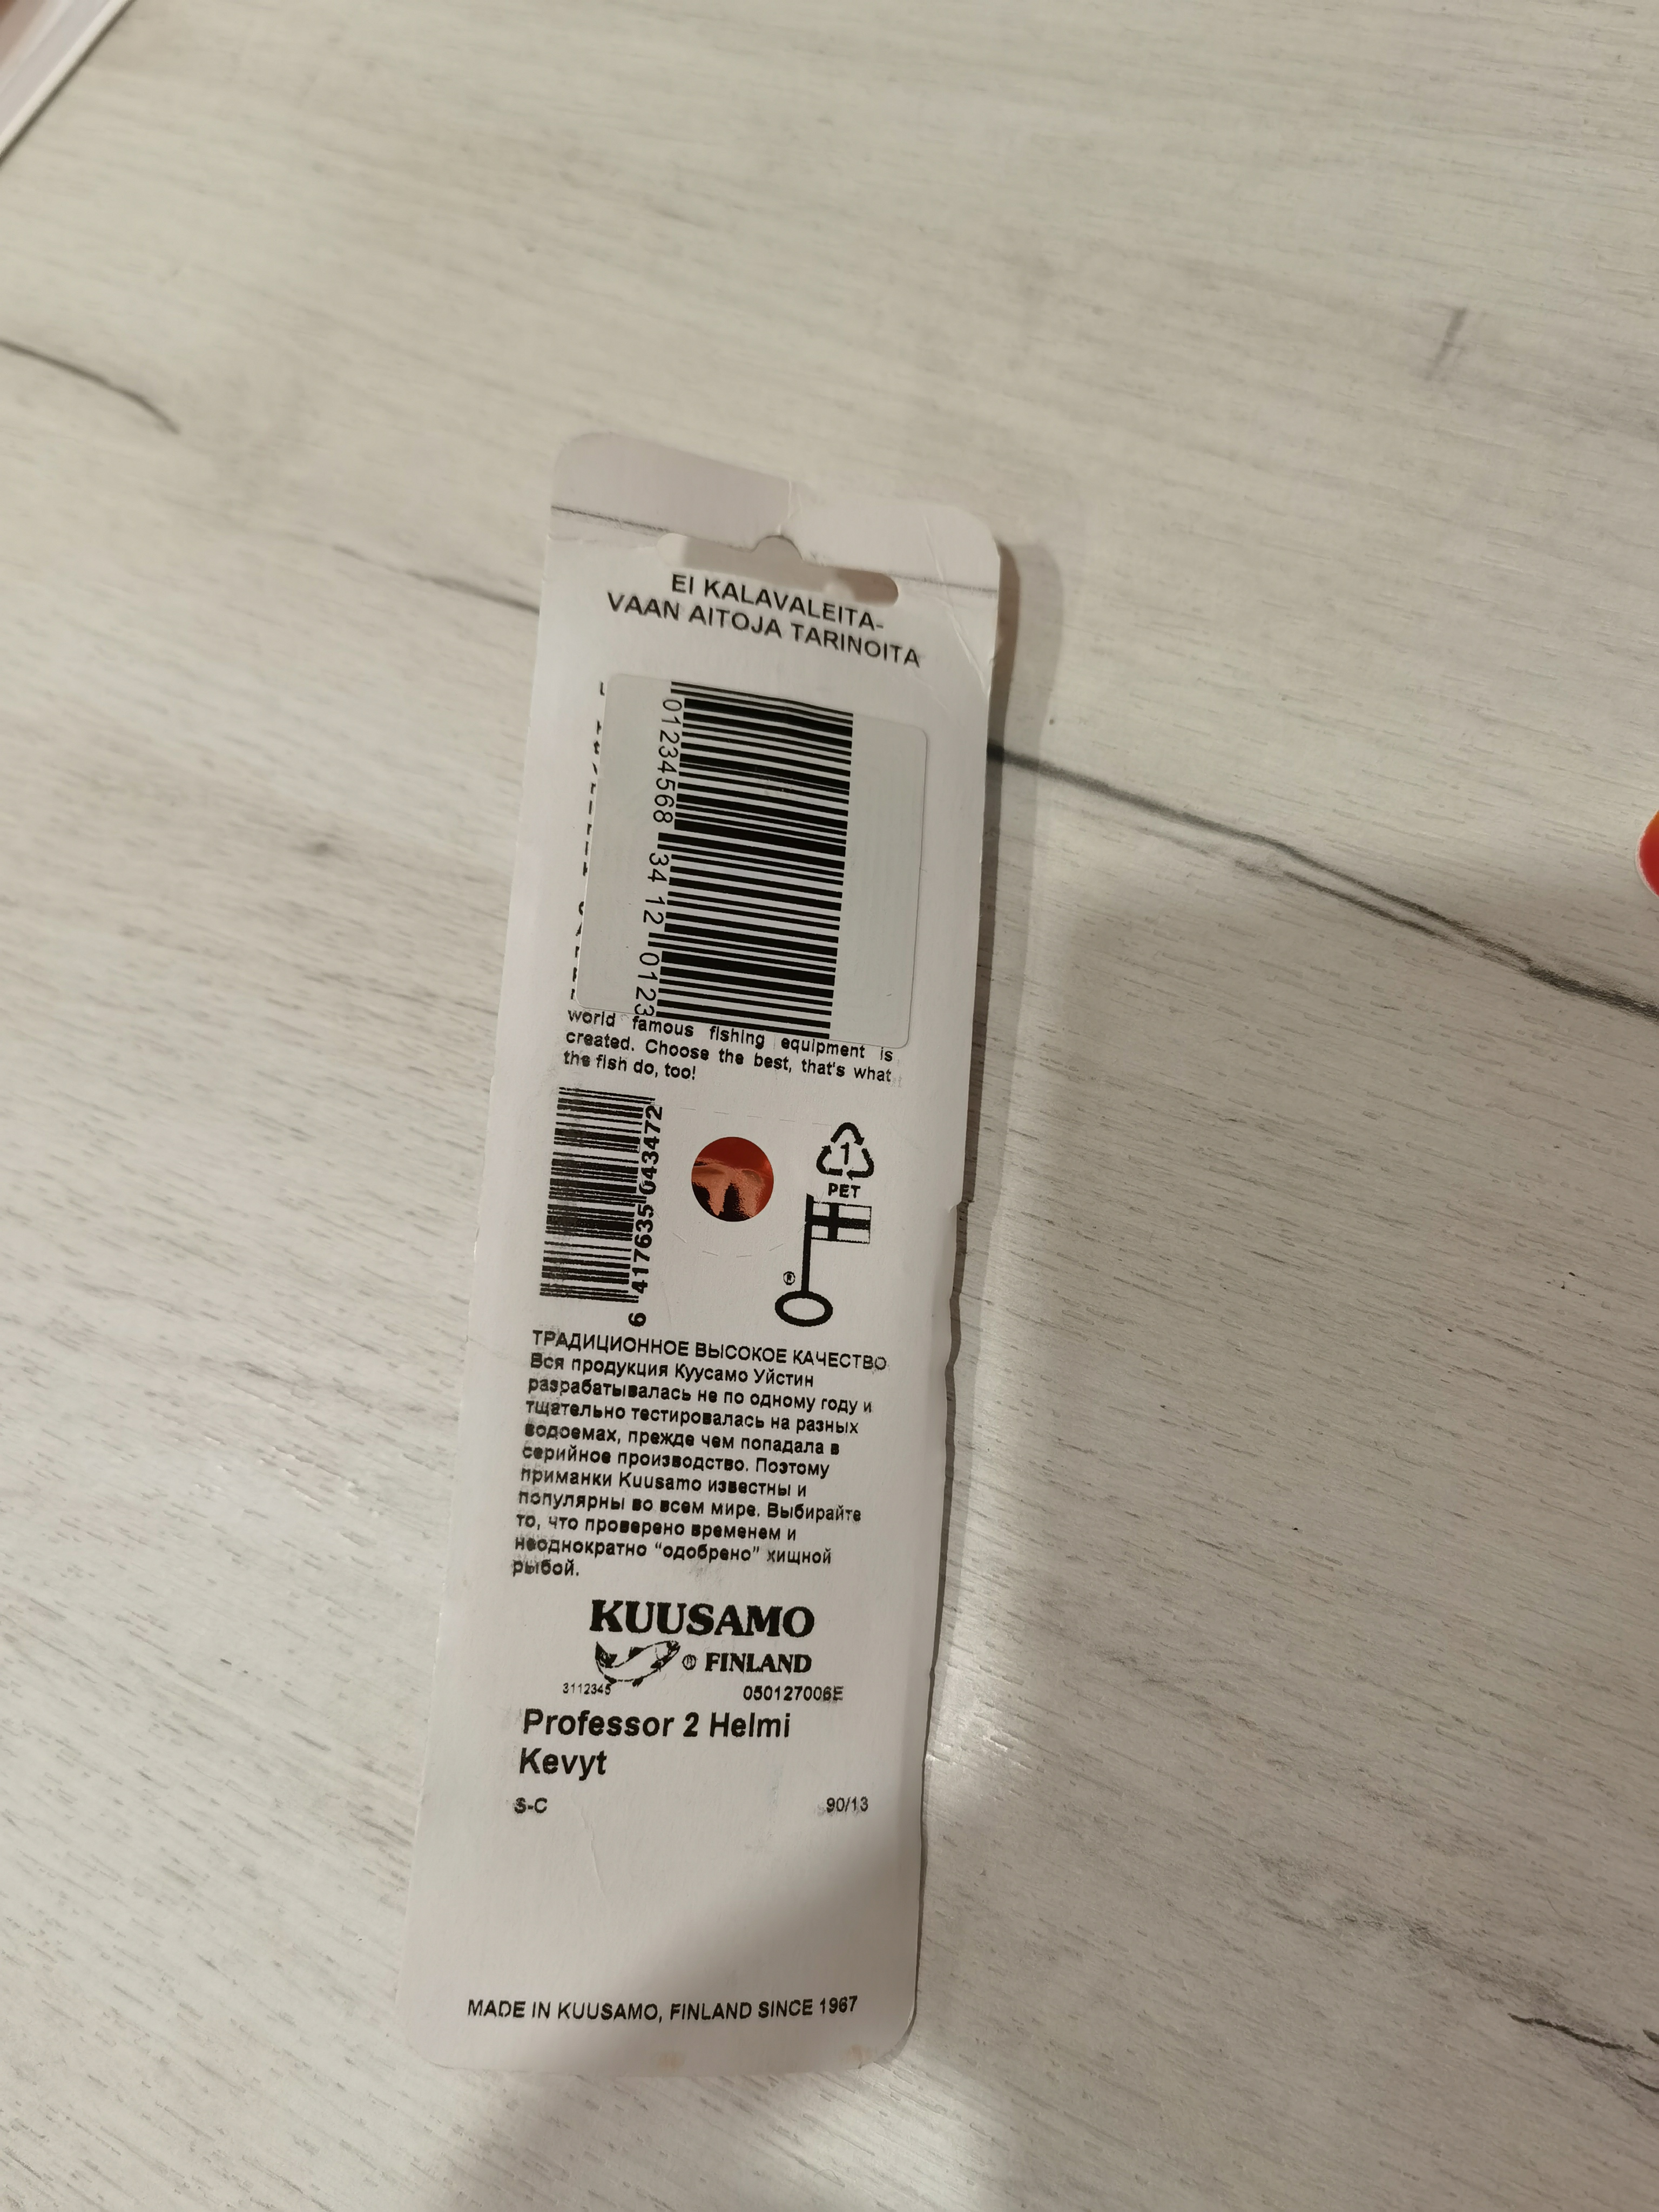 EI KALAVALEITA-
VAAN AITOJA TARINOITA
01234568 34 12 0123
world famous fishing equipment is
created. Choose the best, that's what
the fish do, too!
6 417635 043472
1
PET
®
ТРАДИЦИОННОЕ ВЫСОКОЕ КАЧЕСТВО
Вся продукция Куусамо Уйстин
разрабатывалась не по одному году и
тщательно тестировалась на разных
водоемах, прежде чем попадала в
серийное производство. Поэтому
приманки Kuusamo известны и
популярны во всем мире. Выбирайте
то, что проверено временем и
неоднократно “одобрено” хищной
рыбой.
KUUSAMO
® FINLAND
3112345 050127006E
Professor 2 Helmi
Kevyt
S-C 90/13
MADE IN KUUSAMO, FINLAND SINCE 1967